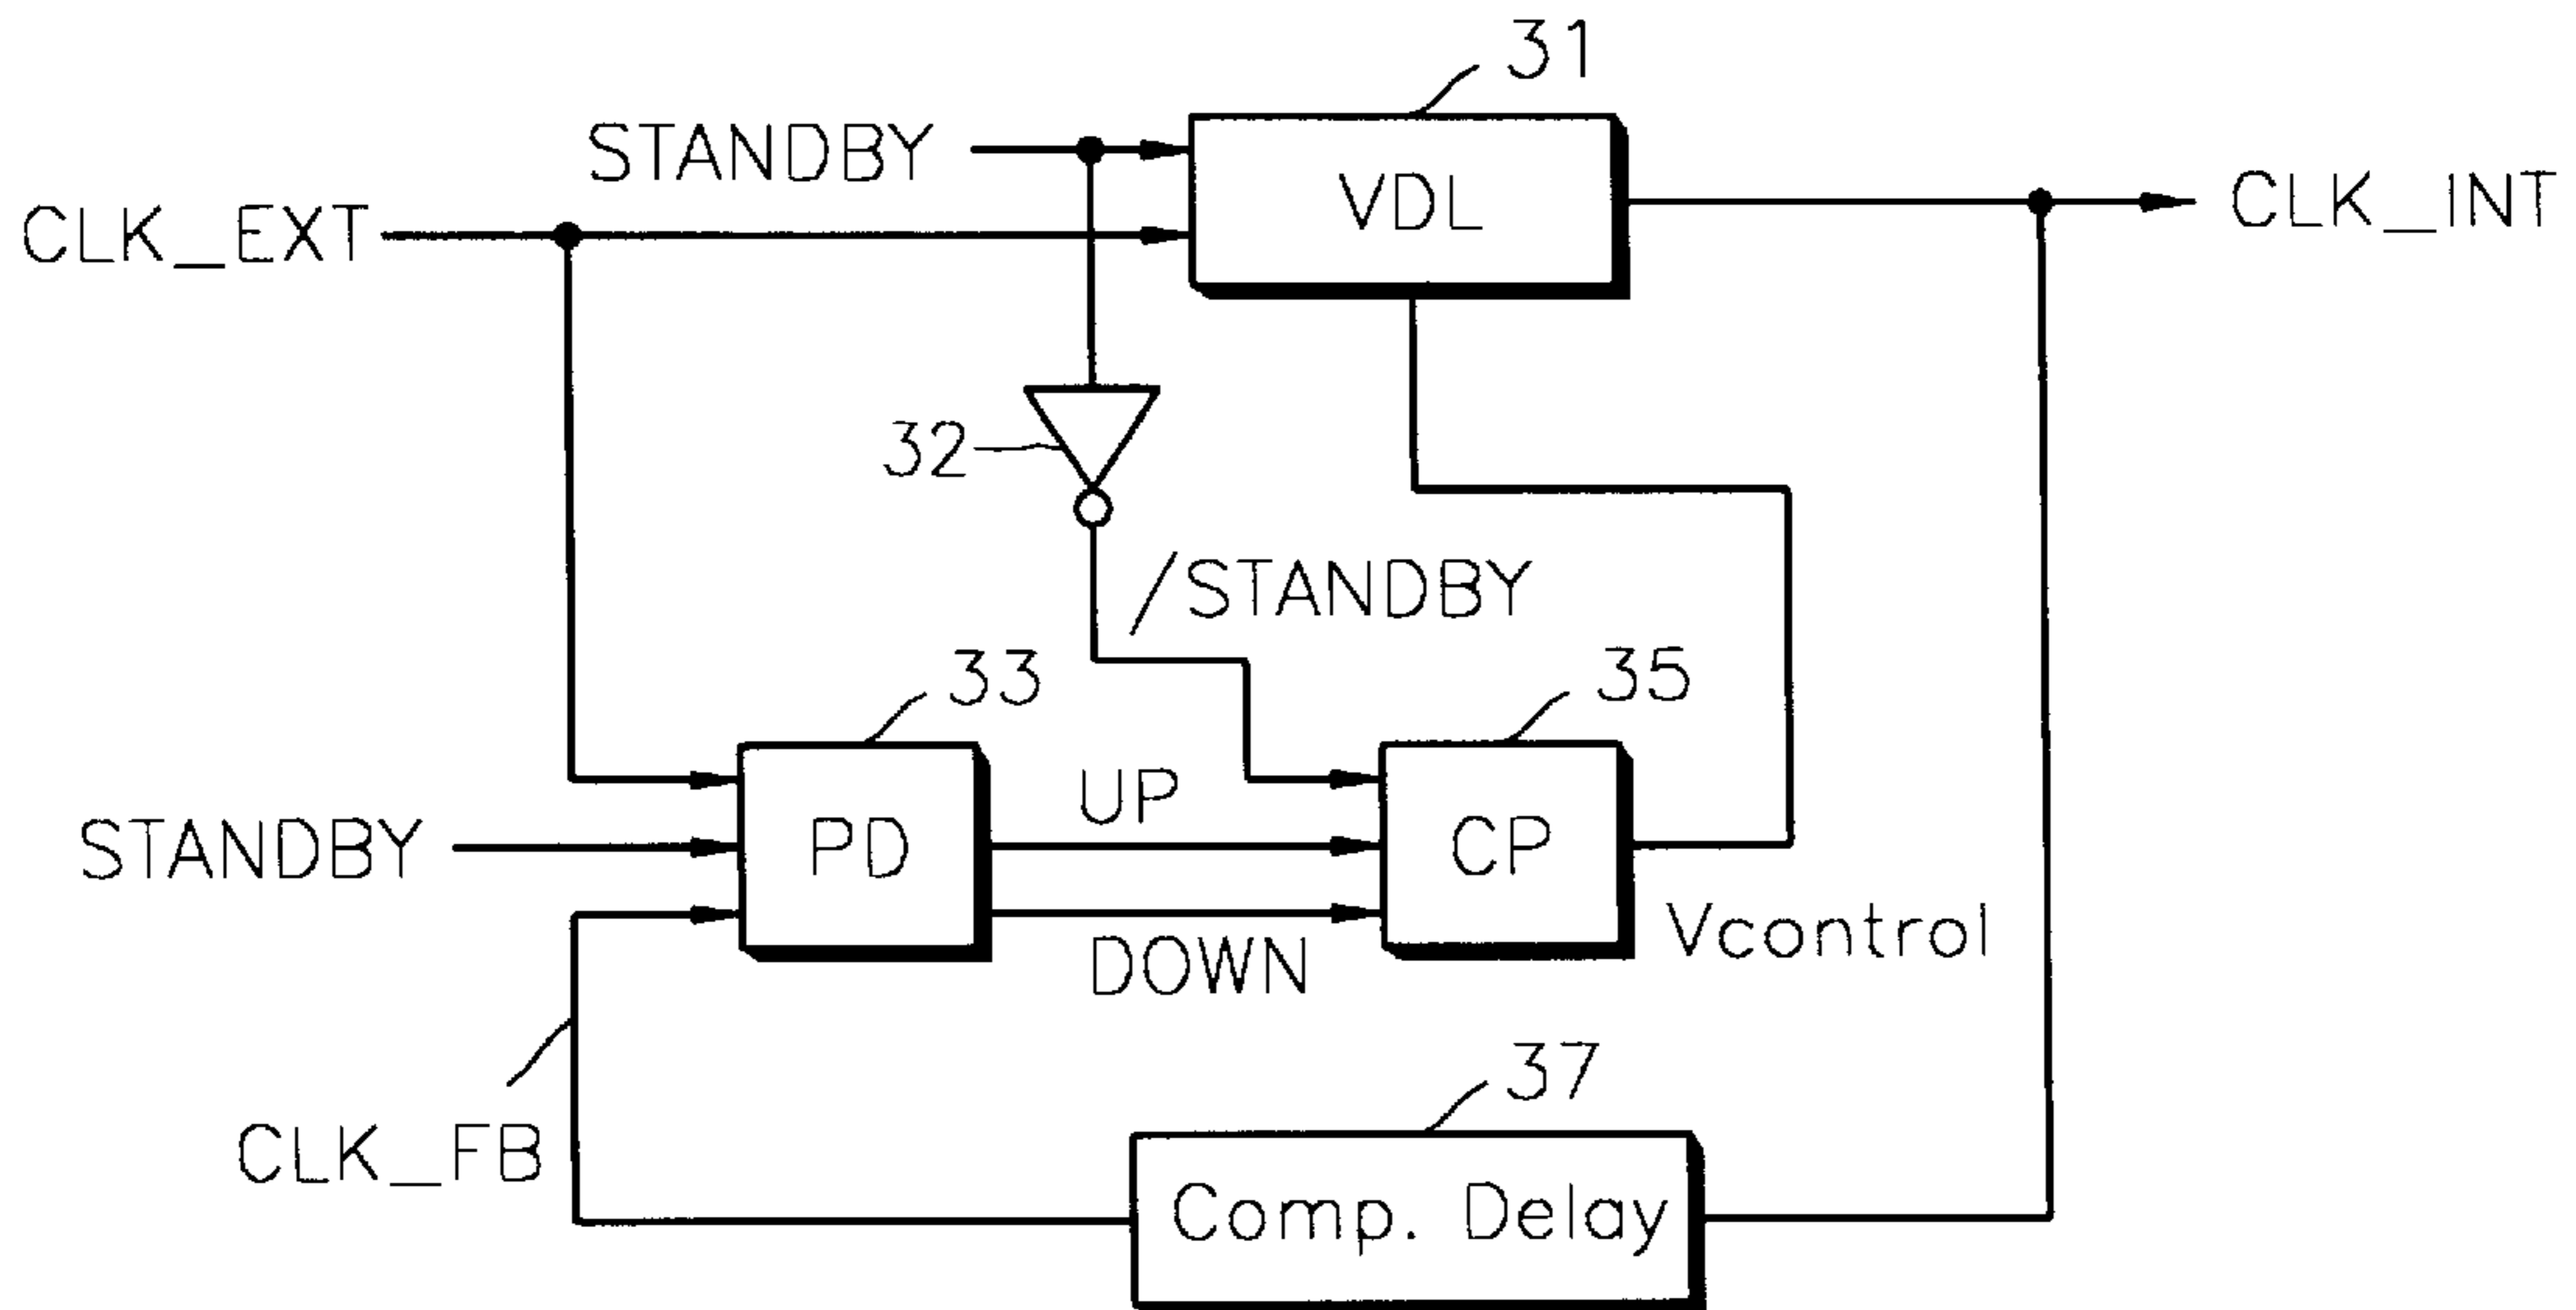 31
STANDBY
VDL
CLK_INT
CLK_EXT
32
/STANDBY
33
35
UP
STANDBY
PD
CP
Vcontrol
DOWN
37
CLK_FB
Comp. Delay